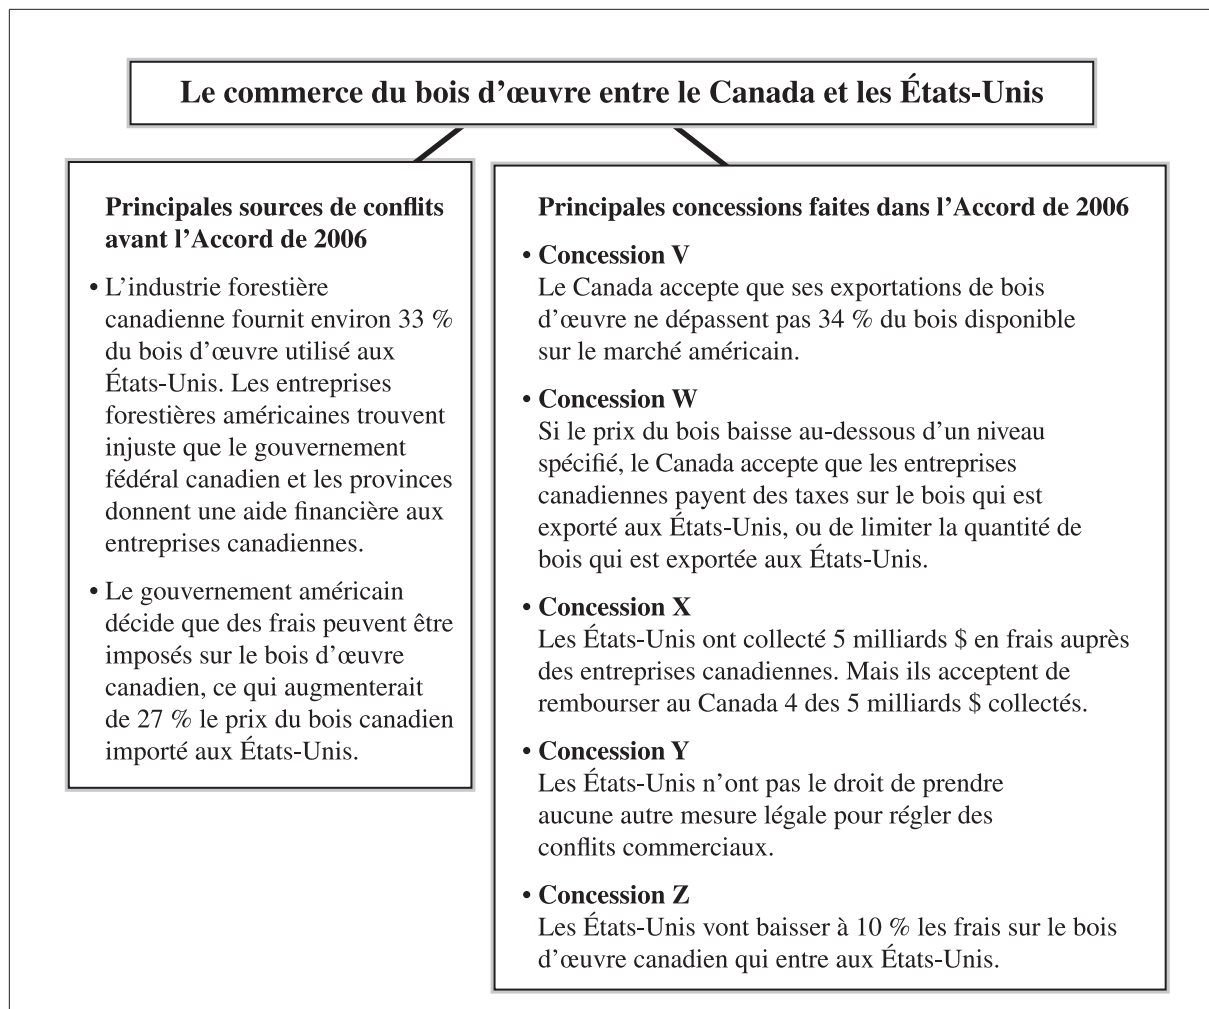 Le commerce du bois d'œuvre entre le Canada et les États-Unis
Principales sources de conflits
avant l'Accord de 2006
• L'industrie forestière
canadienne fournit environ 33 %
du bois d'œuvre utilisé aux
États-Unis. Les entreprises
forestières américaines trouvent
injuste que le gouvernement
fédéral canadien et les provinces
donnent une aide financière aux
entreprises canadiennes.
• Le gouvernement américain
décide que des frais peuvent être
imposés sur le bois d'œuvre
canadien, ce qui augmenterait
de 27 % le prix du bois canadien
importé aux États-Unis.
Principales concessions faites dans l'Accord de 2006
• Concession V
Le Canada accepte que ses exportations de bois
d'œuvre ne dépassent pas 34 % du bois disponible
sur le marché américain.
• Concession W
Si le prix du bois baisse au-dessous d'un niveau
spécifié, le Canada accepte que les entreprises
canadiennes payent des taxes sur le bois qui est
exporté aux États-Unis, ou de limiter la quantité de
bois qui est exportée aux États-Unis.
• Concession X
Les États-Unis ont collecté 5 milliards $ en frais auprès
des entreprises canadiennes. Mais ils acceptent de
rembourser au Canada 4 des 5 milliards $ collectés.
• Concession Y
Les États-Unis n'ont pas le droit de prendre
aucune autre mesure légale pour régler des
conflits commerciaux.
• Concession Z
Les États-Unis vont baisser à 10 % les frais sur le bois
d'œuvre canadien qui entre aux États-Unis.